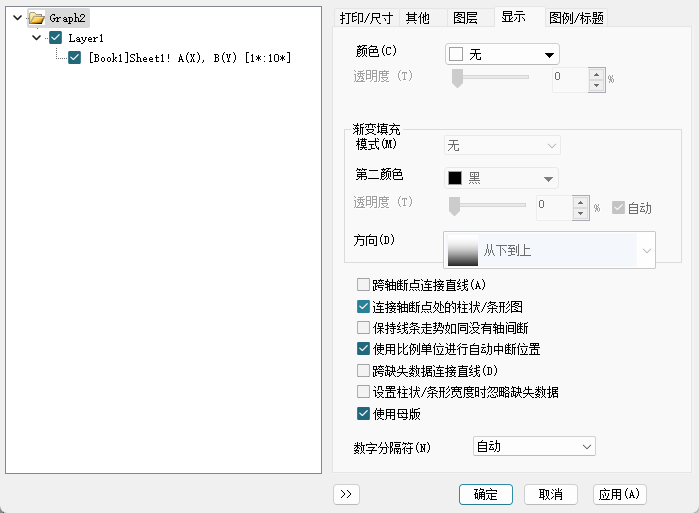 Graph2
Layer1
[Book1]Sheet1! A(X), B(Y) [1*:10*]
打印/尺寸 其他 图层 显示 图例/标题
颜色(C) 无
透明度 (T) 0 %
渐变填充
模式(M) 无
第二颜色 黑
透明度 (T) 0 % 自动
方向(D) 从下到上
跨轴断点连接直线(A)
连接轴断点处的柱状/条形图
保持线条走势如同没有轴间断
使用比例单位进行自动中断位置
跨缺失数据连接直线(D)
设置柱状/条形宽度时忽略缺失数据
使用母版
数字分隔符(N) 自动
>> 确定 取消 应用(A)